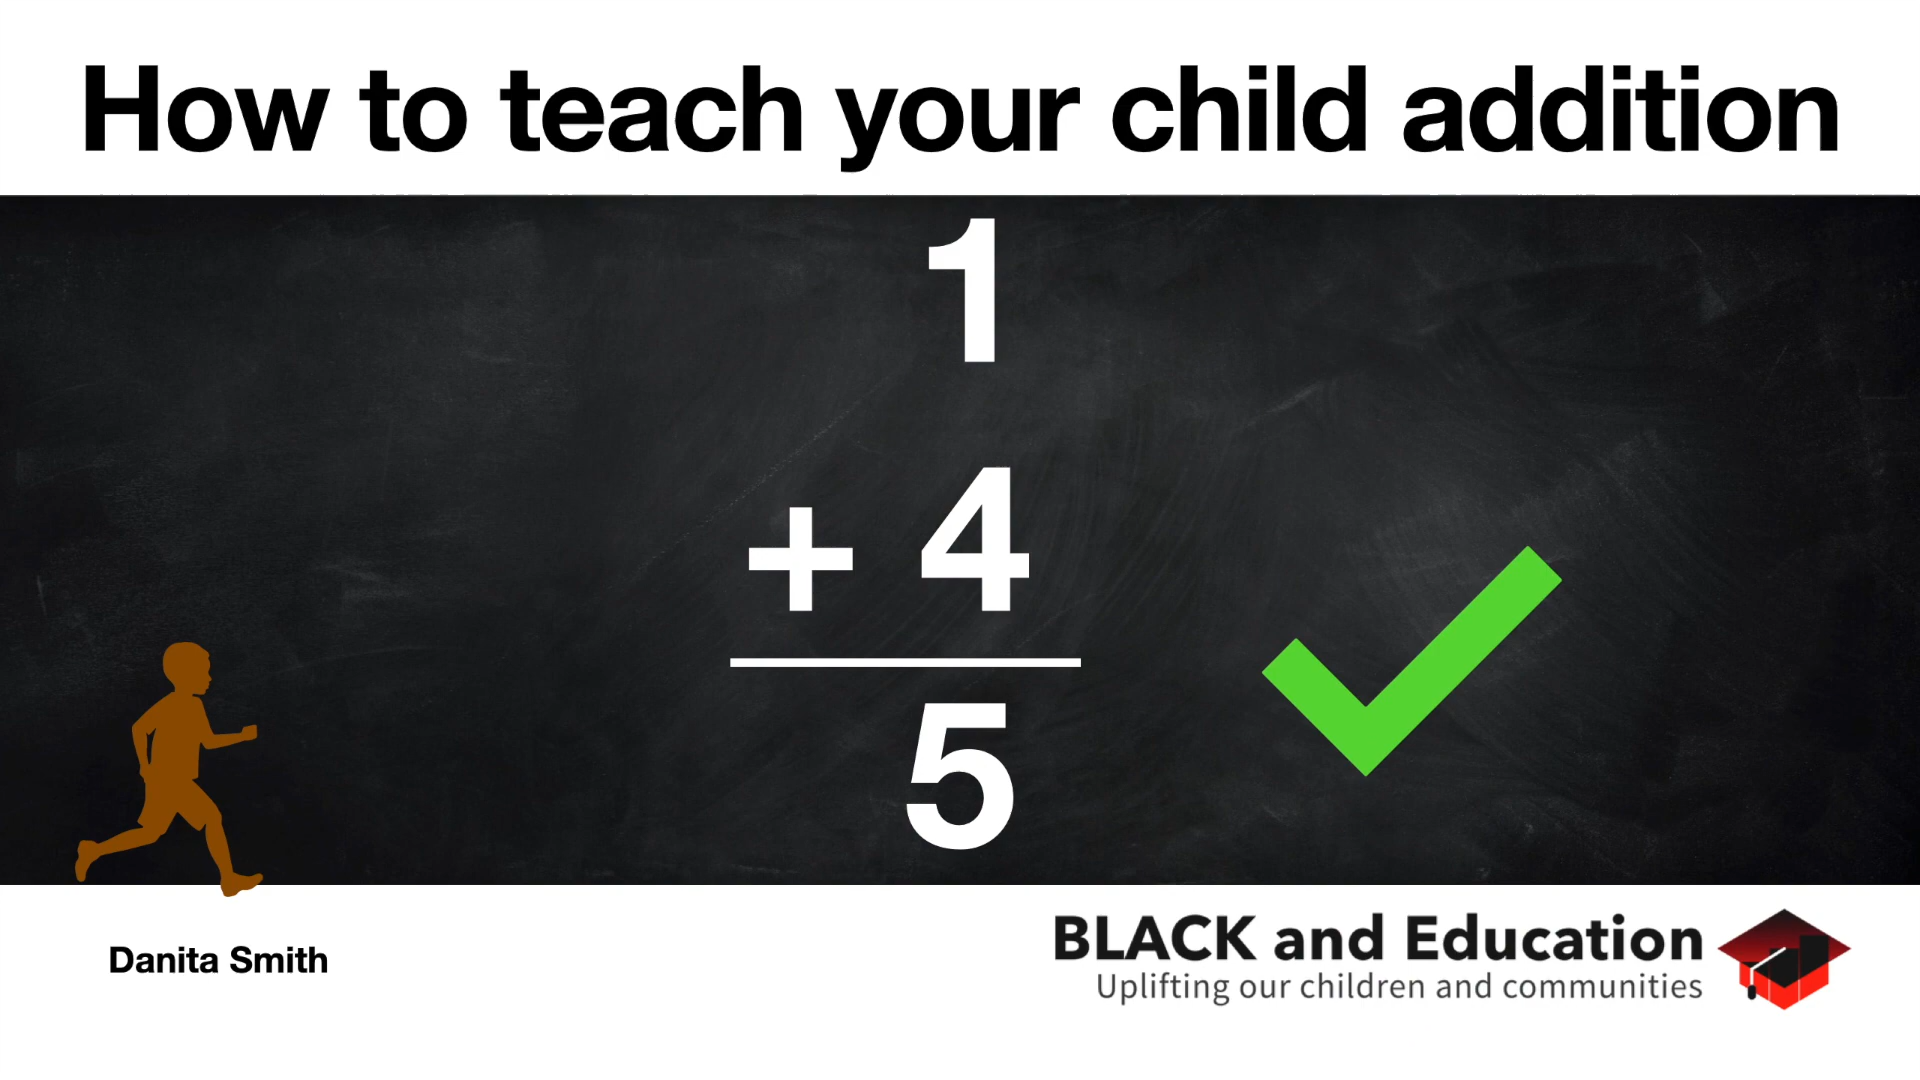 How to teach your child addition
1
+ 4
5
Danita Smith
BLACK and Education
Uplifting our children and communities